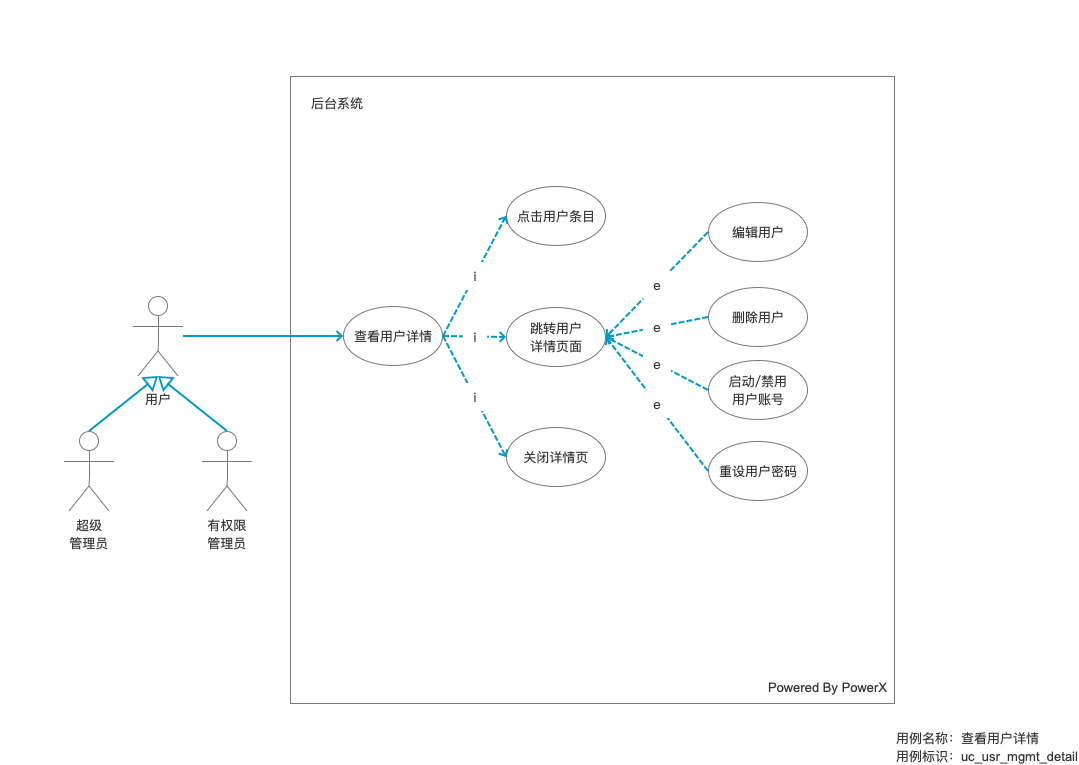 后台系统
点击用户条目
编辑用户
i
e
查看用户详情
i
跳转用户
详情页面
e
删除用户
e
启动/禁用
用户账号
用户
i
e
关闭详情页
重设用户密码
超级
管理员
有权限
管理员
Powered By PowerX
用例名称：查看用户详情
用例标识：uc_usr_mgmt_detail